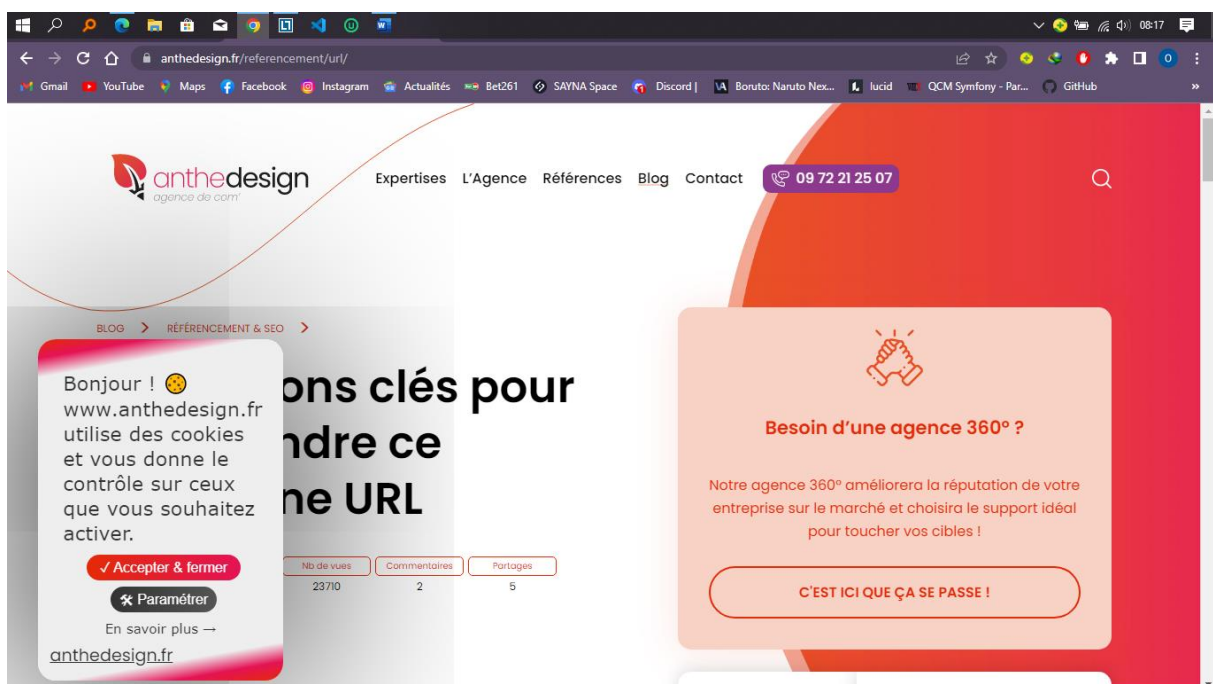 08:17
anthedesign.fr/referencement/url/
Gmail YouTube Maps Facebook Instagram Actualités Bet261 SAYNA Space Discord | Boruto: Naruto Nex... lucid QCM Symfony - Par... GitHub »
anthedesign
agence de com'
Expertises L'Agence Références Blog Contact 09 72 21 25 07
BLOG > RÉFÉRENCEMENT & SEO >
ons clés pour
ndre ce
ne URL
Nb de vues Commentaires Partages
23710 2 5
Bonjour !
www.anthedesign.fr
utilise des cookies
et vous donne le
contrôle sur ceux
que vous souhaitez
activer.
✓ Accepter & fermer
Paramétrer
En savoir plus →
anthedesign.fr
Besoin d'une agence 360° ?
Notre agence 360° améliorera la réputation de votre
entreprise sur le marché et choisira le support idéal
pour toucher vos cibles !
C'EST ICI QUE ÇA SE PASSE !